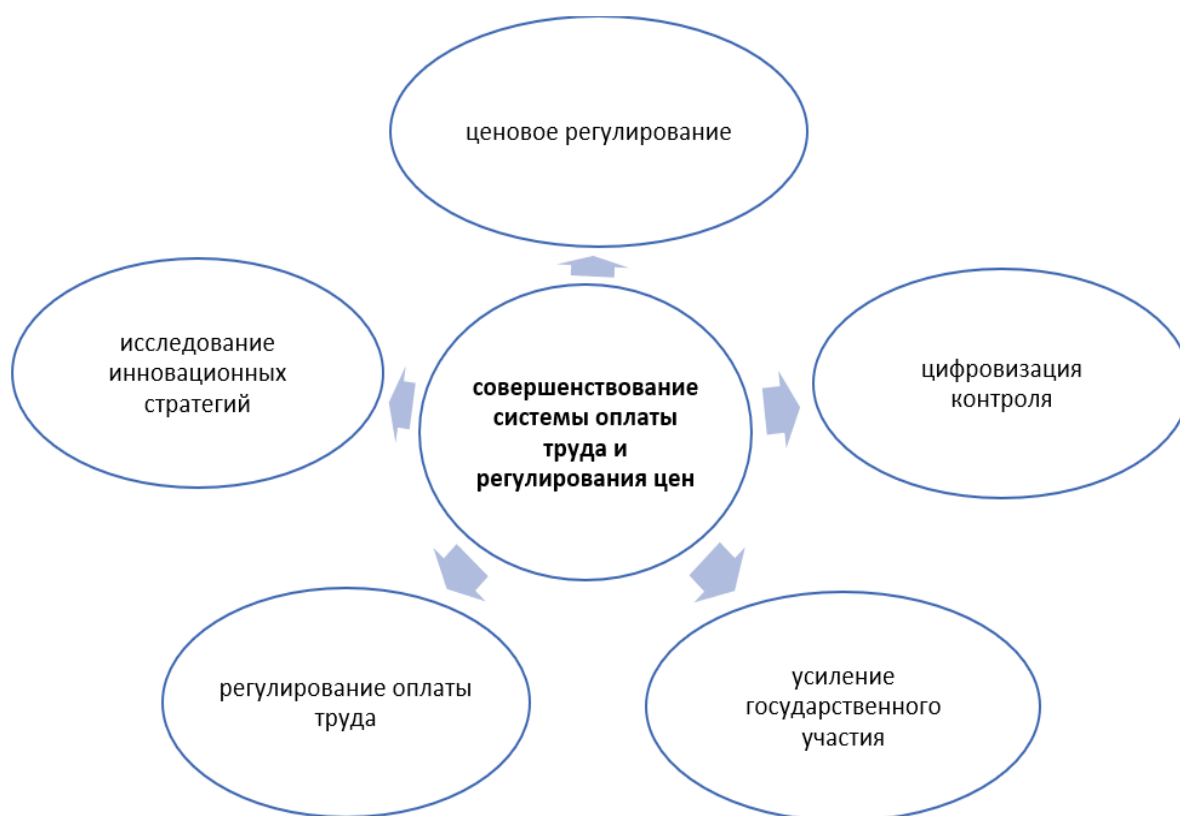 ценовое регулирование
исследование
инновационных
стратегий
цифровизация
контроля
совершенствование
системы оплаты
труда и
регулирования цен
регулирование оплаты
труда
усиление
государственного
участия